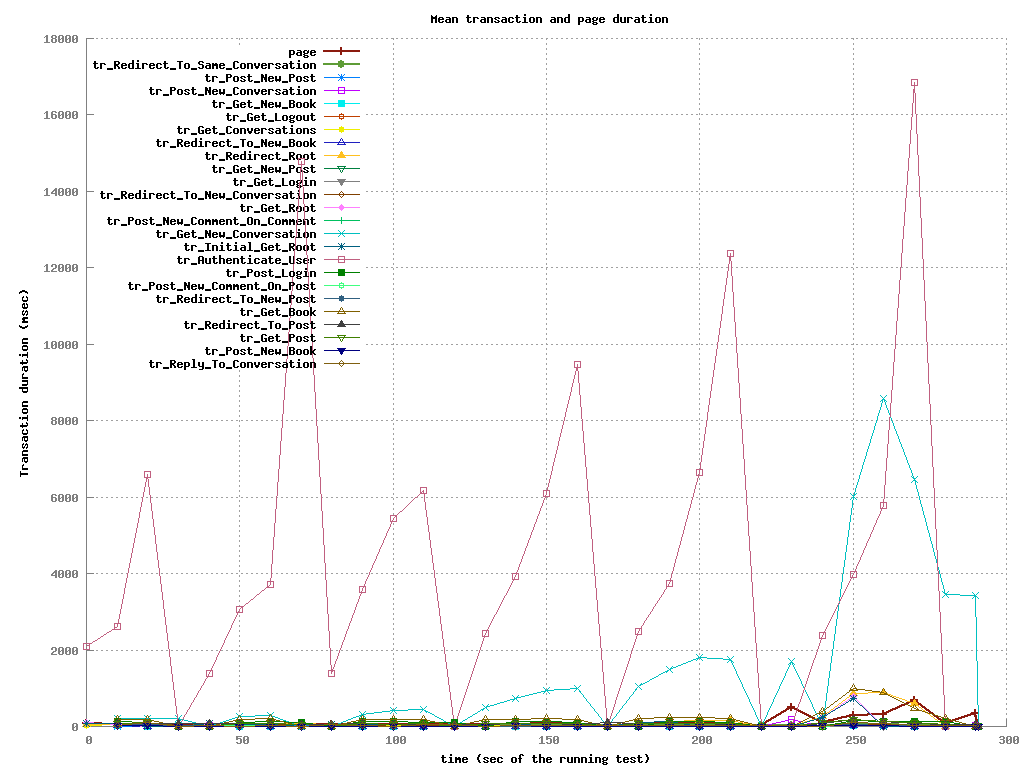 Mean transaction and page duration
18000
16000
14000
12000
10000
8000
6000
4000
2000
0
Transaction duration (msec)
page
tr_Redirect_To_Same_Conversation
tr_Post_New_Post
tr_Post_New_Conversation
tr_Get_New_Book
tr_Get_Logout
tr_Get_Conversations
tr_Redirect_To_New_Book
tr_Redirect_Root
tr_Get_New_Post
tr_Get_Login
tr_Redirect_To_New_Conversation
tr_Get_Root
tr_Post_New_Comment_On_Comment
tr_Get_New_Conversation
tr_Initial_Get_Root
tr_Authenticate_User
tr_Post_Login
tr_Post_New_Comment_On_Post
tr_Redirect_To_New_Post
tr_Get_Book
tr_Redirect_To_Post
tr_Get_Post
tr_Post_New_Book
tr_Reply_To_Conversation
0 50 100 150 200 250 300
time (sec of the running test)